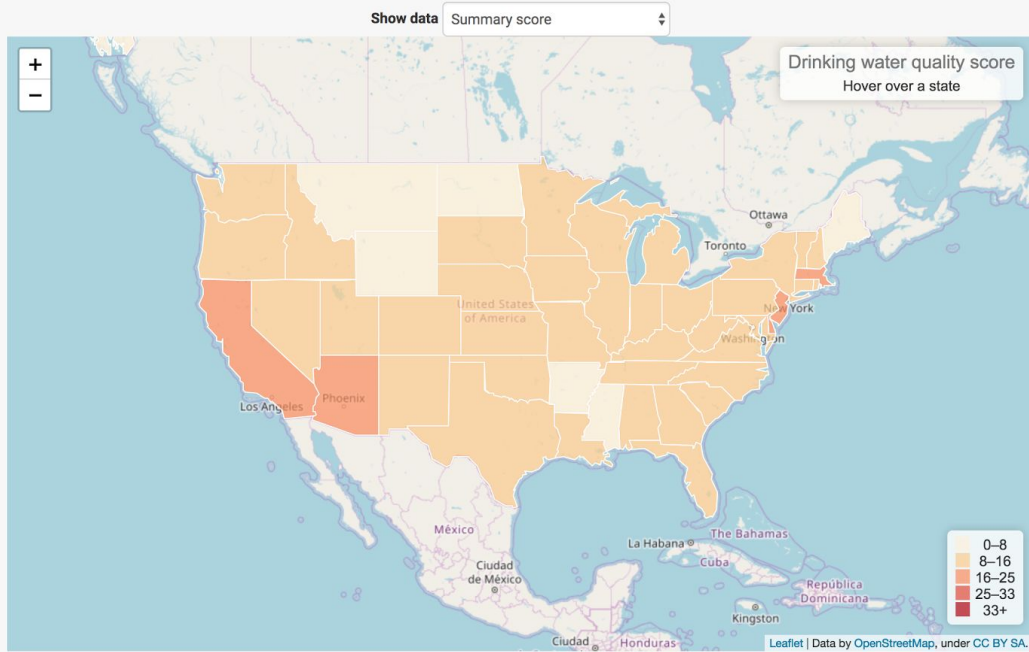 Show data Summary score
+
−
Drinking water quality score
Hover over a state
Ottawa
Toronto
United States
of America
New York
Washington
Los Angeles
Phoenix
México
La Habana
The Bahamas
Cuba
Ciudad
de México
República
Dominicana
Kingston
Ciudad
Honduras
0–8
8–16
16–25
25–33
33+
Leaflet | Data by OpenStreetMap, under CC BY SA.